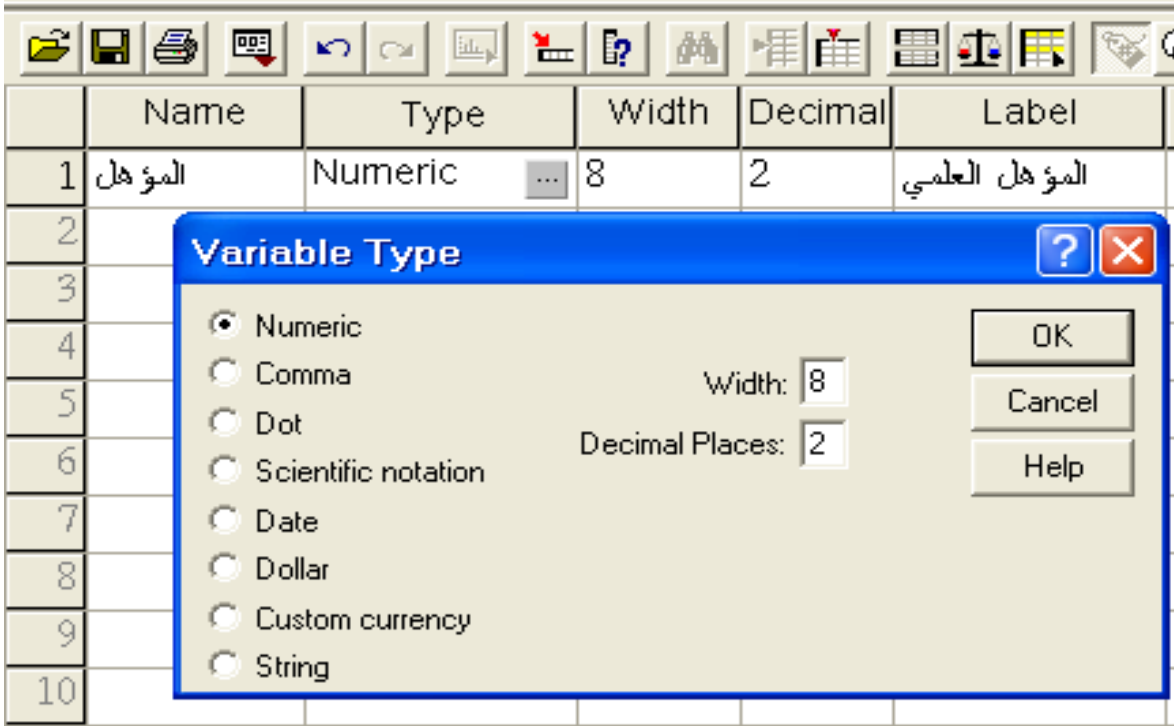 Name Type Width Decimal Label
1 المؤهل Numeric ... 8 2 المؤهل العلمي
2
3
4
5
6
7
8
9
10
Variable Type
Numeric
Comma
Dot
Scientific notation
Date
Dollar
Custom currency
String
Width: 8
Decimal Places: 2
OK
Cancel
Help